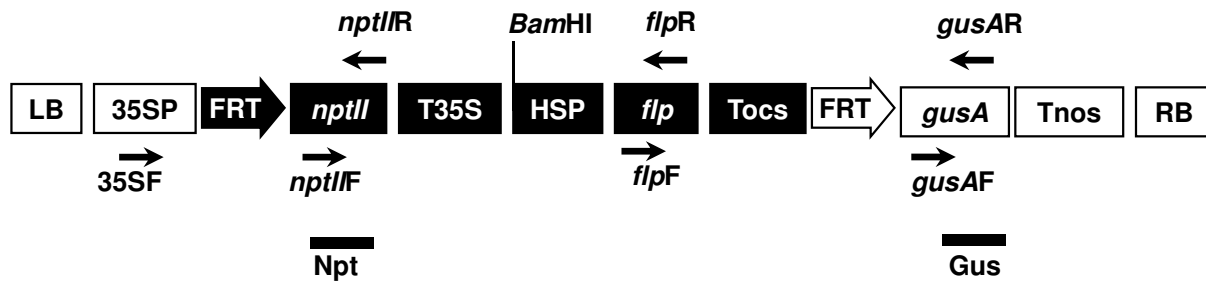 nptIIR BamHI flpR gusAR
LB 35SP FRT nptII T35S HSP flp Tocs FRT gusA Tnos RB
35SF nptIIF flpF gusAF
Npt Gus